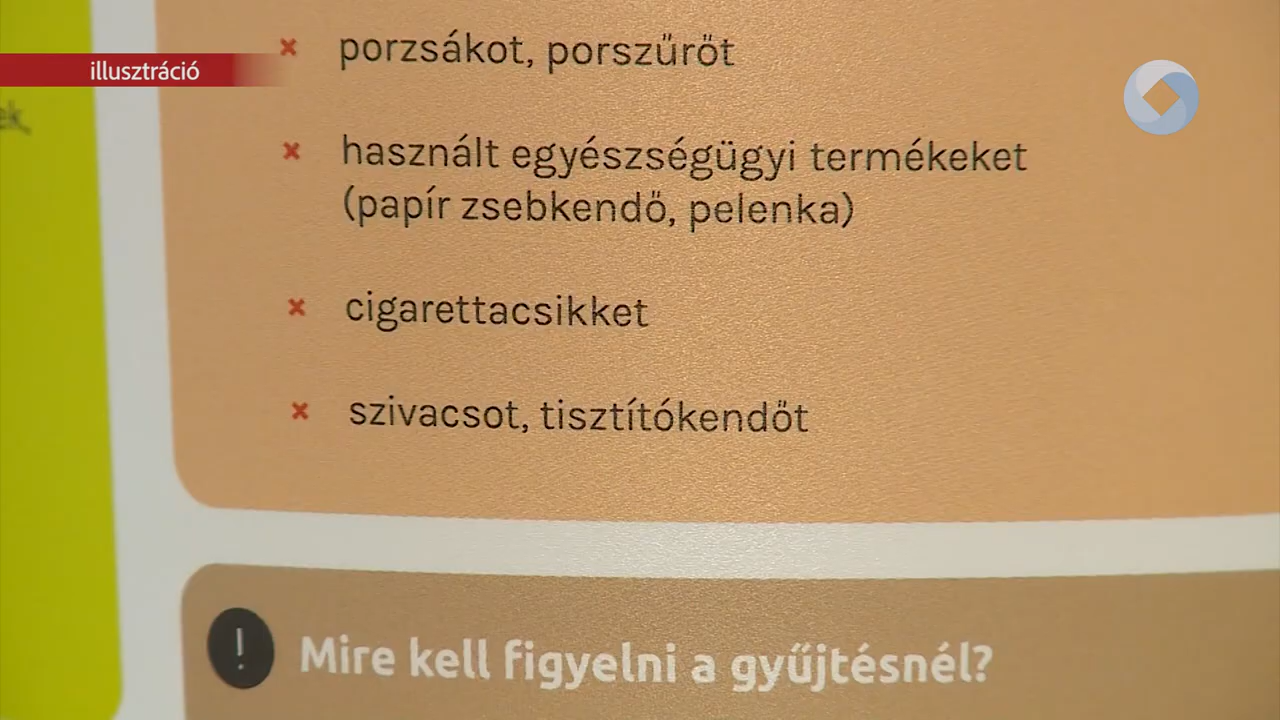 illusztráció
porzsákot, porszűrőt
használt egyészségügyi termékeket
(papír zsebkendő, pelenka)
cigarettacsikket
szivacsot, tisztítókendőt
! Mire kell figyelni a gyűjtésnél?